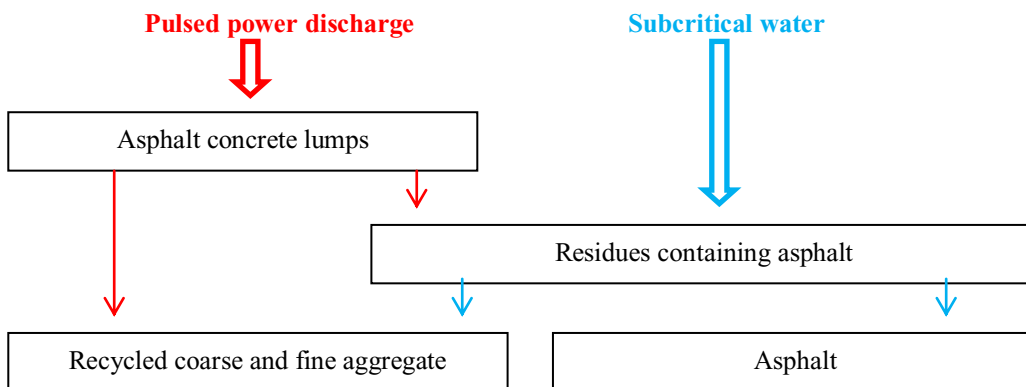 Pulsed power discharge
Subcritical water
Asphalt concrete lumps
Residues containing asphalt
Recycled coarse and fine aggregate
Asphalt